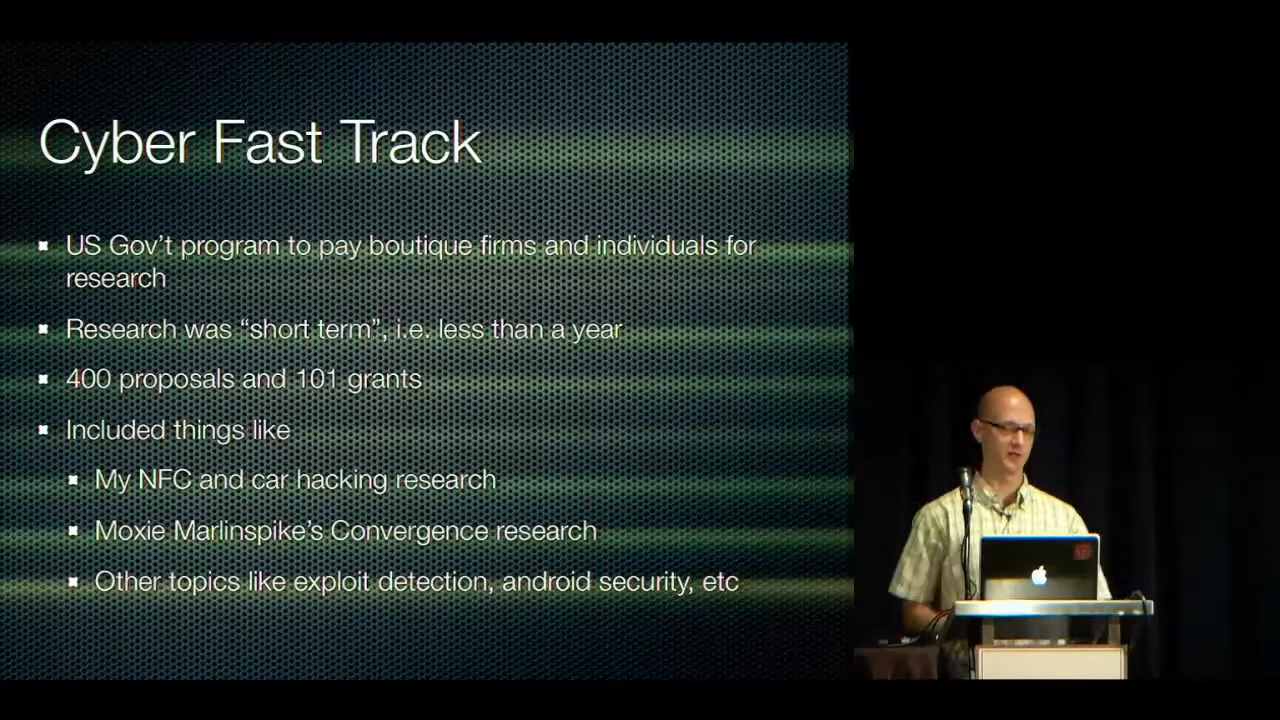 Cyber Fast Track
US Gov't program to pay boutique firms and individuals for
research
Research was “short term”, i.e. less than a year
400 proposals and 101 grants
Included things like
My NFC and car hacking research
Moxie Marlinspike's Convergence research
Other topics like exploit detection, android security, etc